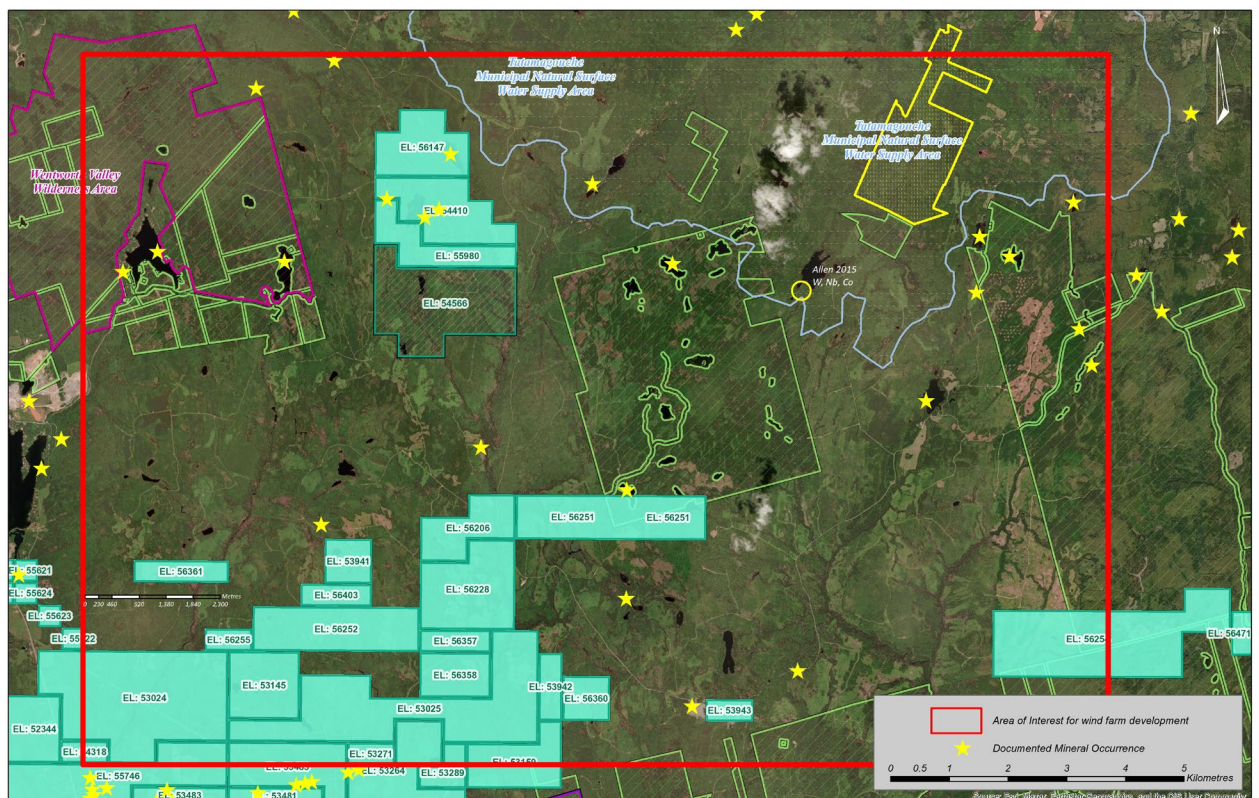 N
Tatamagouche
Municipal Natural Surface
Water Supply Area
Tatamagouche
Municipal Natural Surface
Water Supply Area
EL: 56147
Wentworth Valley
Wilderness Area
EL: 54410
EL: 55980
Allen 2015
W, Nb, Co
EL: 54566
EL: 56251
EL: 56251
EL: 56206
EL: 53941
EL: 55621
EL: 56361
EL: 56228
EL: 55624
EL: 56403
Metres
EL: 55623
EL: 56252
EL: 56255
EL: 56357
EL: 56471
EL: 56358
EL: 53145
EL: 53942
EL: 53024
EL: 56360
EL: 53025
EL: 53943
Area of Interest for wind farm development
EL: 52344
Documented Mineral Occurrence
EL: 53271
EL: 53264
EL: 53289
EL: 55746
0 0.5 1 2 3 4 5
Kilometres
EL: 53483
EL: 53481